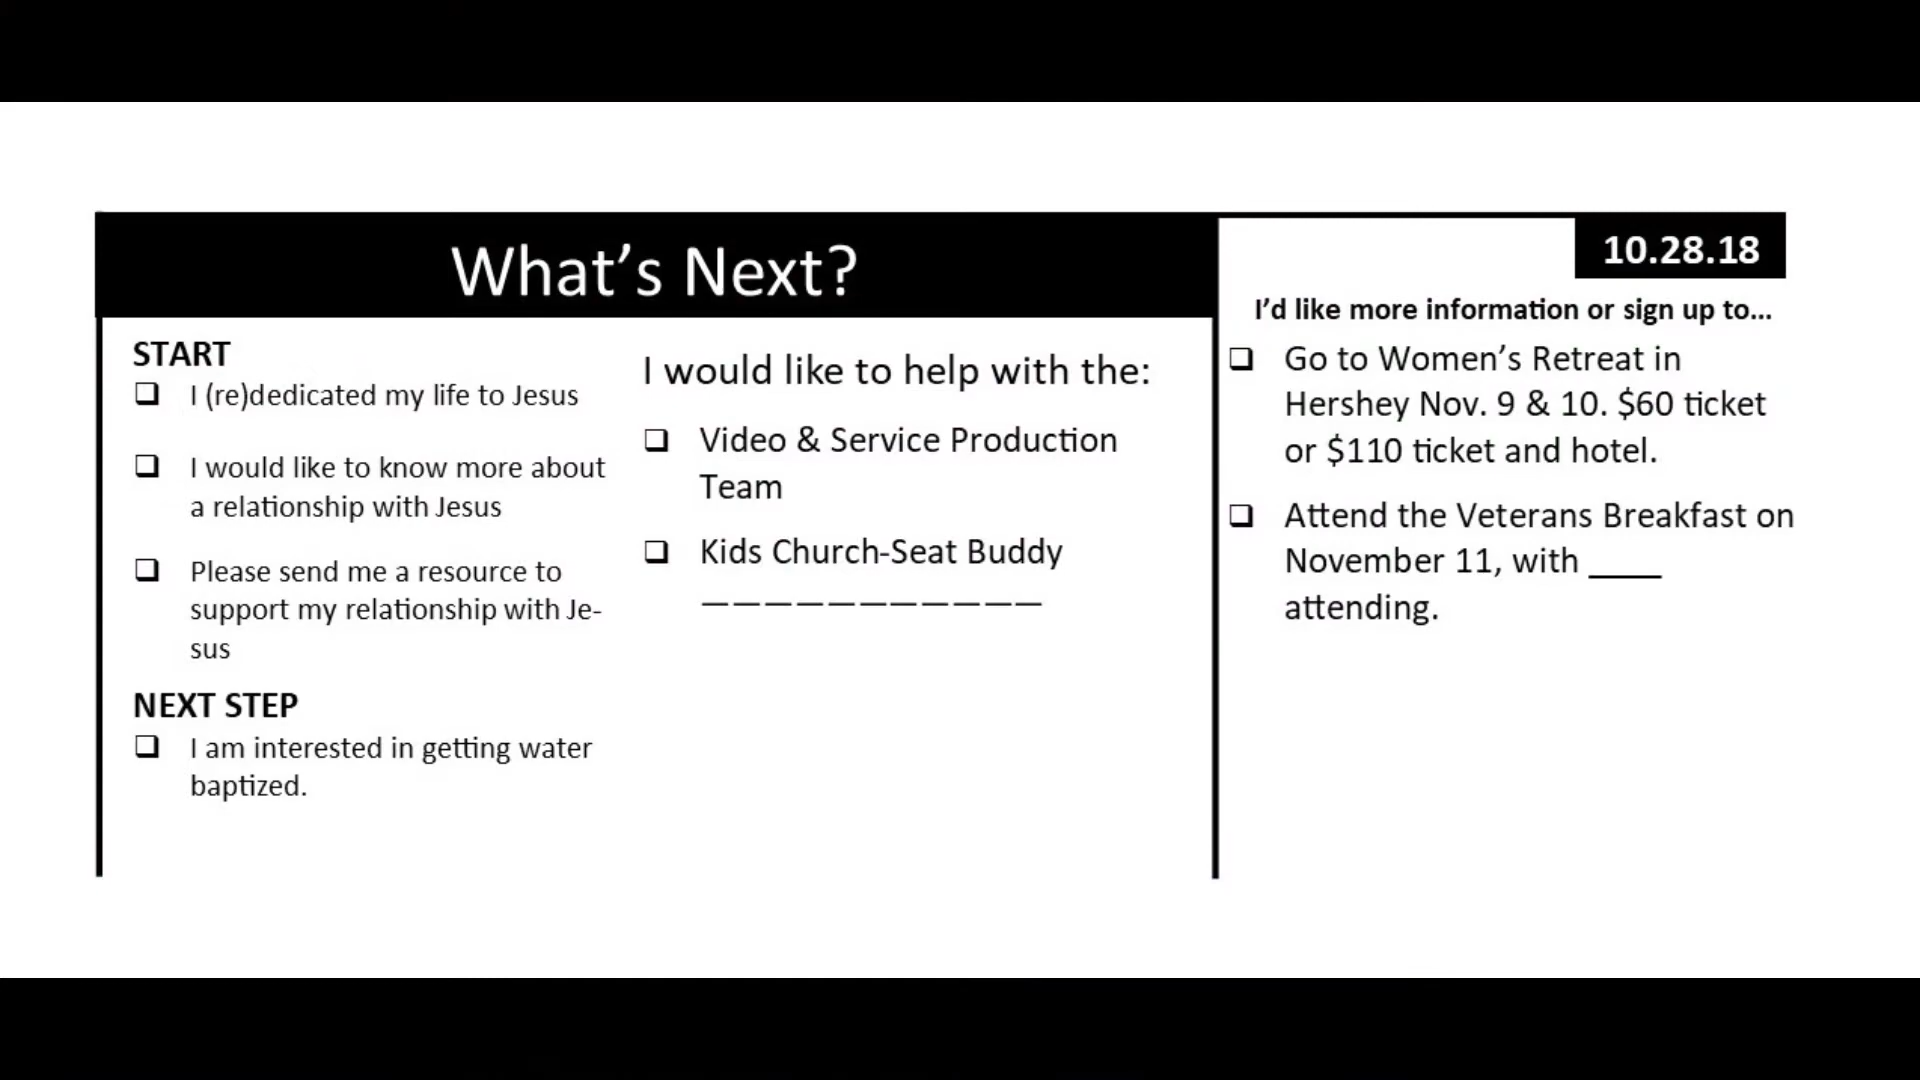 What's Next?
START
❑ I (re)dedicated my life to Jesus
❑ I would like to know more about
a relationship with Jesus
❑ Please send me a resource to
support my relationship with Je-
sus
NEXT STEP
❑ I am interested in getting water
baptized.
I would like to help with the:
❑ Video & Service Production
Team
❑ Kids Church-Seat Buddy
___________
10.28.18
I'd like more information or sign up to...
❑ Go to Women's Retreat in
Hershey Nov. 9 & 10. $60 ticket
or $110 ticket and hotel.
❑ Attend the Veterans Breakfast on
November 11, with ____
attending.